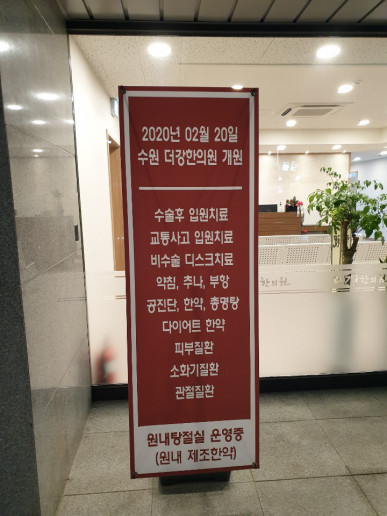 2020년 02월 20일
수원 더강한의원 개원
수술후 입원치료
교통사고 입원치료
비수술 디스크치료
약침, 추나, 부항
공진단, 한약, 총명탕
다이어트 한약
피부질환
소화기질환
관절질환
원내탕절실 운영중
(원내 제조한약)
한의원